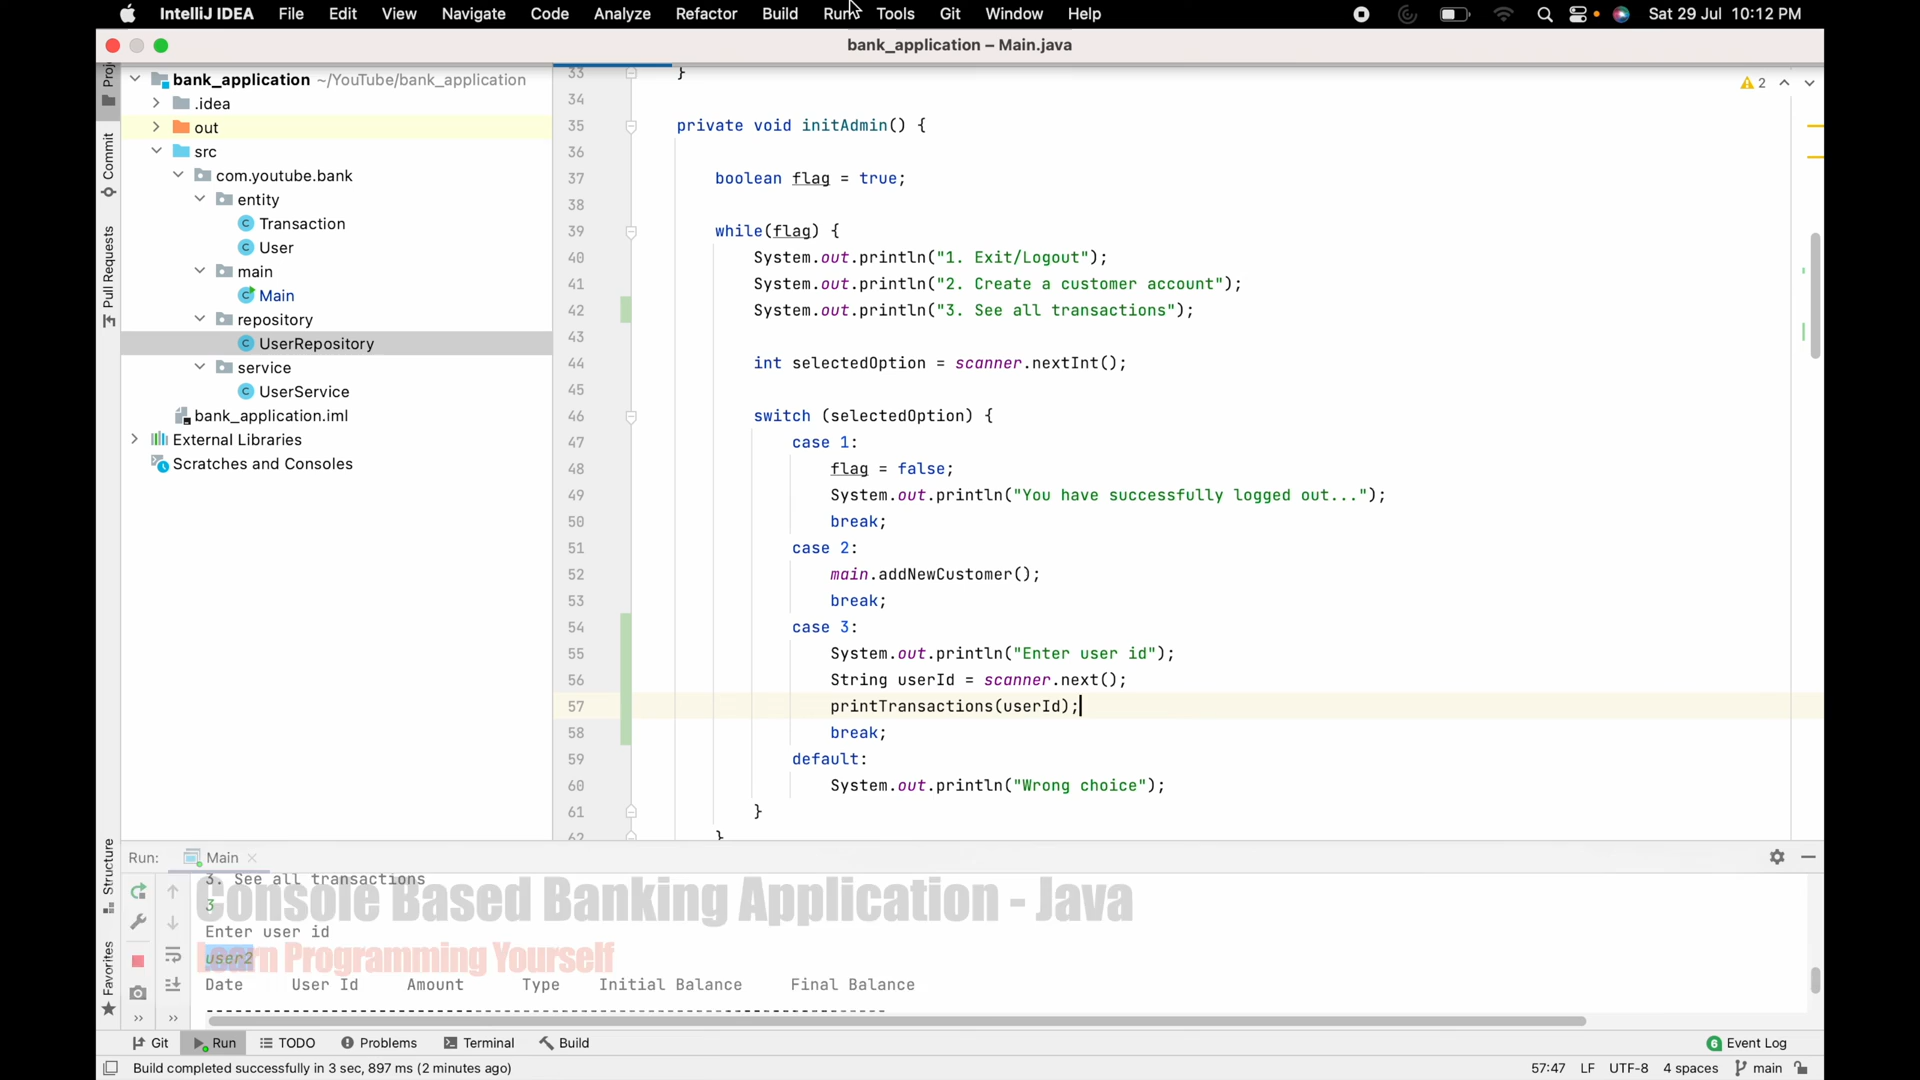 IntelliJ IDEA File Edit View Navigate Code Analyze Refactor Build Run Tools Git Window Help Sat 29 Jul 10:12 PM
bank_application – Main.java
bank_application ~/YouTube/bank_application
.idea
out
src
com.youtube.bank
entity
Transaction
User
main
Main
repository
UserRepository
service
UserService
bank_application.iml
External Libraries
Scratches and Consoles
Commit
Pull Requests
Structure
Favorites
2
33 }
34
35 private void initAdmin() {
36
37 boolean flag = true;
38
39 while(flag) {
40 System.out.println("1. Exit/Logout");
41 System.out.println("2. Create a customer account");
42 System.out.println("3. See all transactions");
43
44 int selectedOption = scanner.nextInt();
45
46 switch (selectedOption) {
47 case 1:
48 flag = false;
49 System.out.println("You have successfully logged out...");
50 break;
51 case 2:
52 main.addNewCustomer();
53 break;
54 case 3:
55 System.out.println("Enter user id");
56 String userId = scanner.next();
57 printTransactions(userId);
58 break;
59 default:
60 System.out.println("Wrong choice");
61 }
62 }
Run: Main
3. See all transactions
3
Console Based Banking Application - Java
Enter user id
user2
Learn Programming Yourself
Date User Id Amount Type Initial Balance Final Balance
------------------------------------------------------------------------
Git Run TODO Problems Terminal Build 6 Event Log
Build completed successfully in 3 sec, 897 ms (2 minutes ago) 57:47 LF UTF-8 4 spaces main